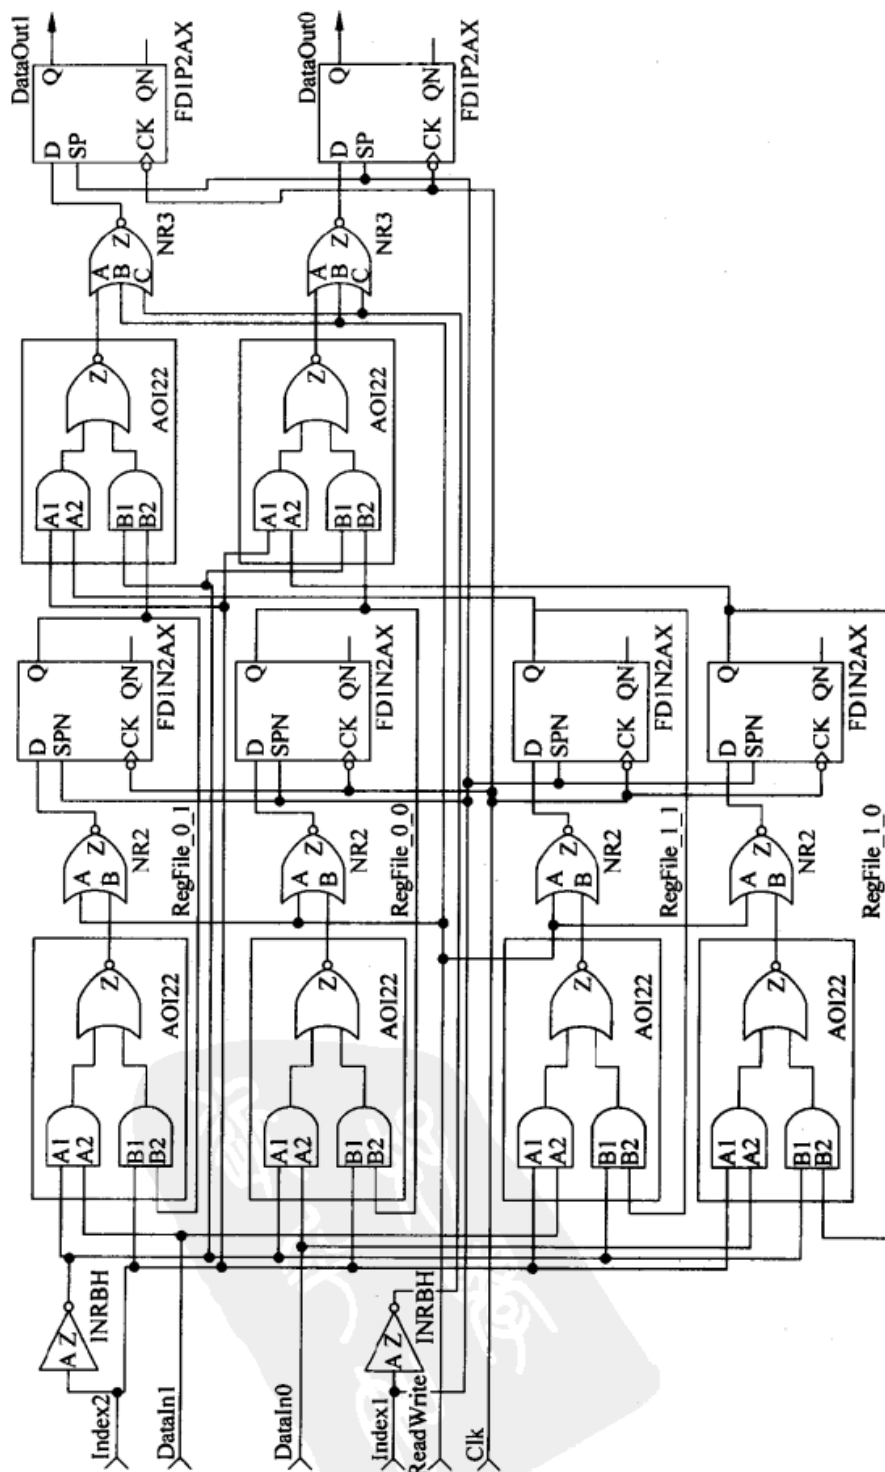 Index2
A Z
INRBH
DataIn1
DataIn0
Index1
A Z
INRBH
ReadWrite
Clk
A1
A2
B1
B2
Z
AOI22
A
B
Z
NR2
RegFile_0_1
D
SPN
CK
Q
QN
FD1N2AX
A1
A2
B1
B2
Z
AOI22
A
B
C
Z
NR3
D
SP
CK
Q
QN
FD1P2AX
DataOut1
A1
A2
B1
B2
Z
AOI22
A
B
Z
NR2
RegFile_0_0
D
SPN
CK
Q
QN
FD1N2AX
A1
A2
B1
B2
Z
AOI22
A
B
C
Z
NR3
D
SP
CK
Q
QN
FD1P2AX
DataOut0
A1
A2
B1
B2
Z
AOI22
A
B
Z
NR2
RegFile_1_1
D
SPN
CK
Q
QN
FD1N2AX
A1
A2
B1
B2
Z
AOI22
A
B
Z
NR2
RegFile_1_0
D
SPN
CK
Q
QN
FD1N2AX